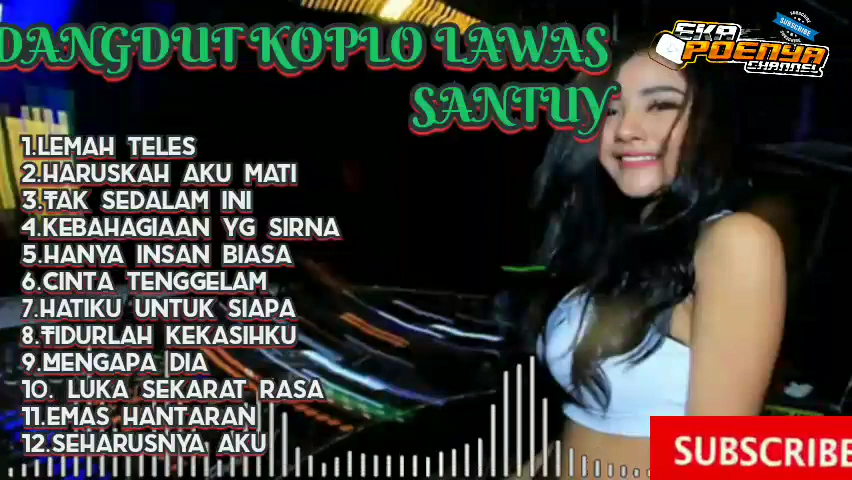 DANGDUT KOPLO LAWAS
SANTUY
EKA
POENYA
CHANNEL
SUBSCRIBE
1.LEMAH TELES
2.HARUSKAH AKU MATI
3.TAK SEDALAM INI
4.KEBAHAGIAAN YG SIRNA
5.HANYA INSAN BIASA
6.CINTA TENGGELAM
7.HATIKU UNTUK SIAPA
8.TIDURLAH KEKASIHKU
9.MENGAPA DIA
10. LUKA SEKARAT RASA
11.EMAS HANTARAN
12.SEHARUSNYA AKU
SUBSCRIBE